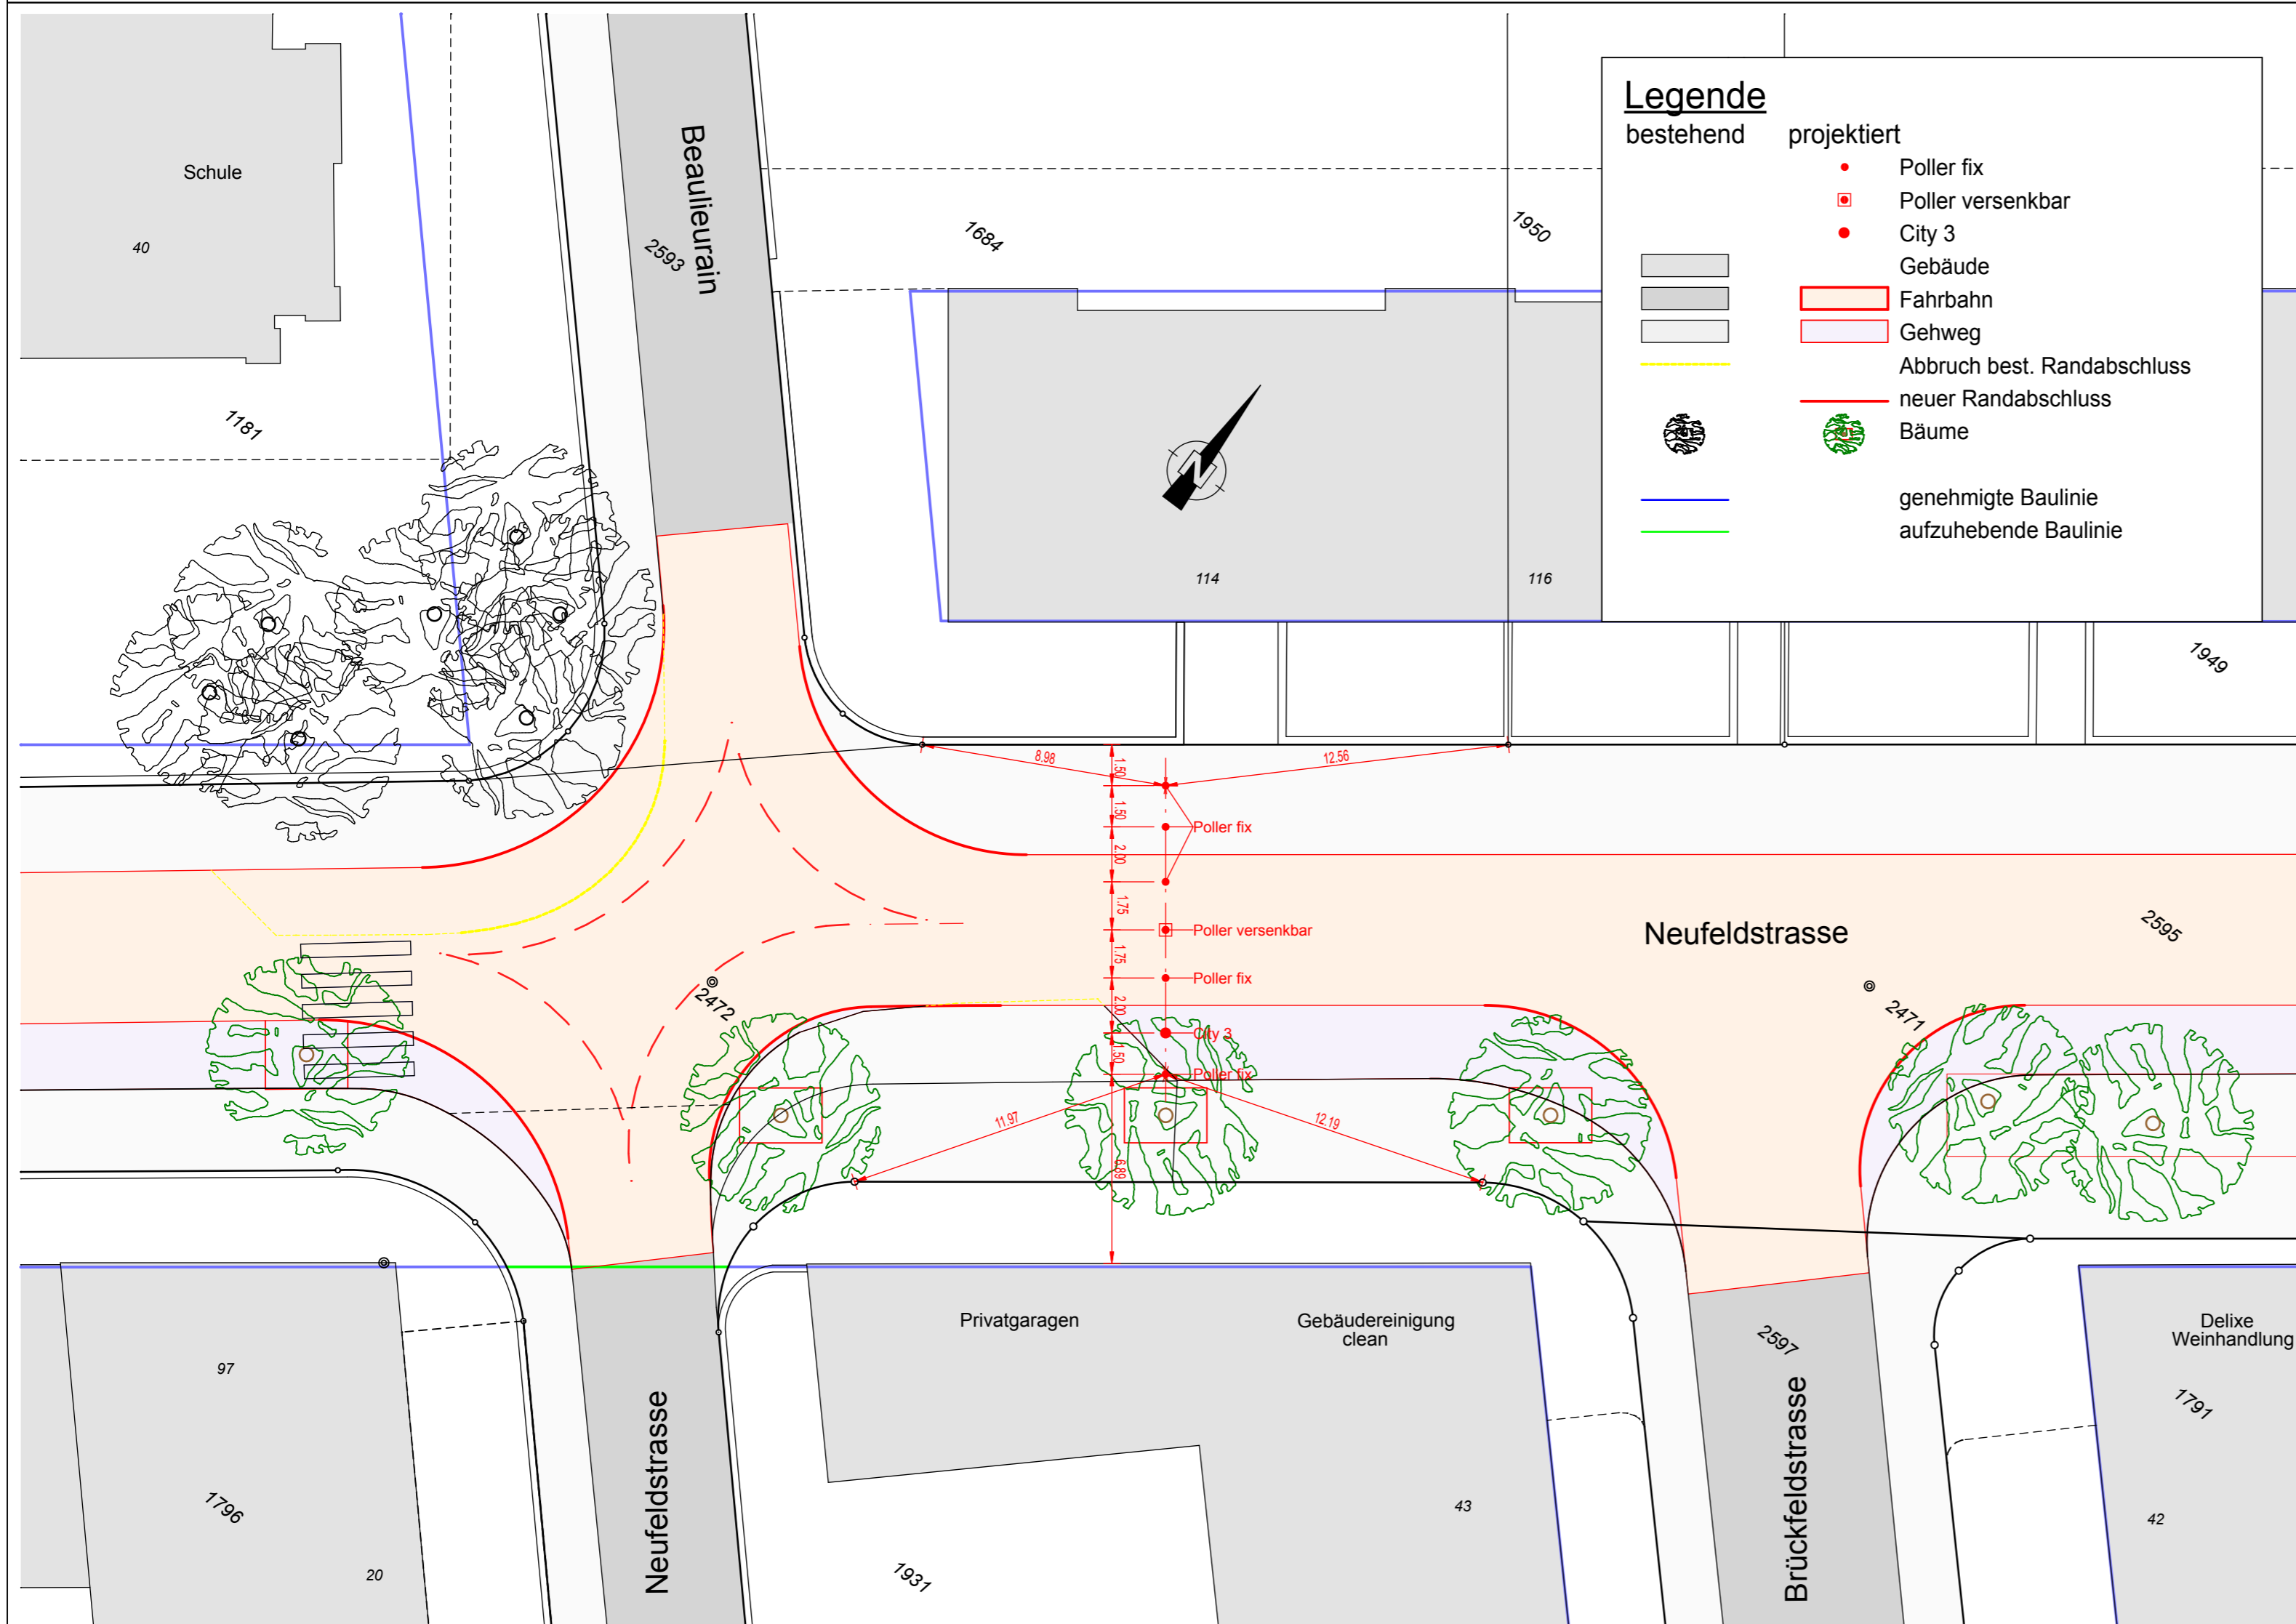 Legende
bestehend projektiert
Poller fix
Poller versenkbar
City 3
Gebäude
Fahrbahn
Gehweg
Abbruch best. Randabschluss
neuer Randabschluss
Bäume
genehmigte Baulinie
aufzuhebende Baulinie
Schule
40
Beaulieurain
2593
1684
1950
1181
N
114
116
1949
8.98
12.56
1.50
1.50
2.00
1.75
1.75
2.00
1.50
6.89
Poller fix
Poller versenkbar
Poller fix
City 3
Poller fix
11.97
12.19
Neufeldstrasse
2595
2472
2471
Privatgaragen
Gebäudereinigung
clean
2597
Delixe
Weinhandlung
97
1796
20
Neufeldstrasse
1931
43
Brückfeldstrasse
1791
42